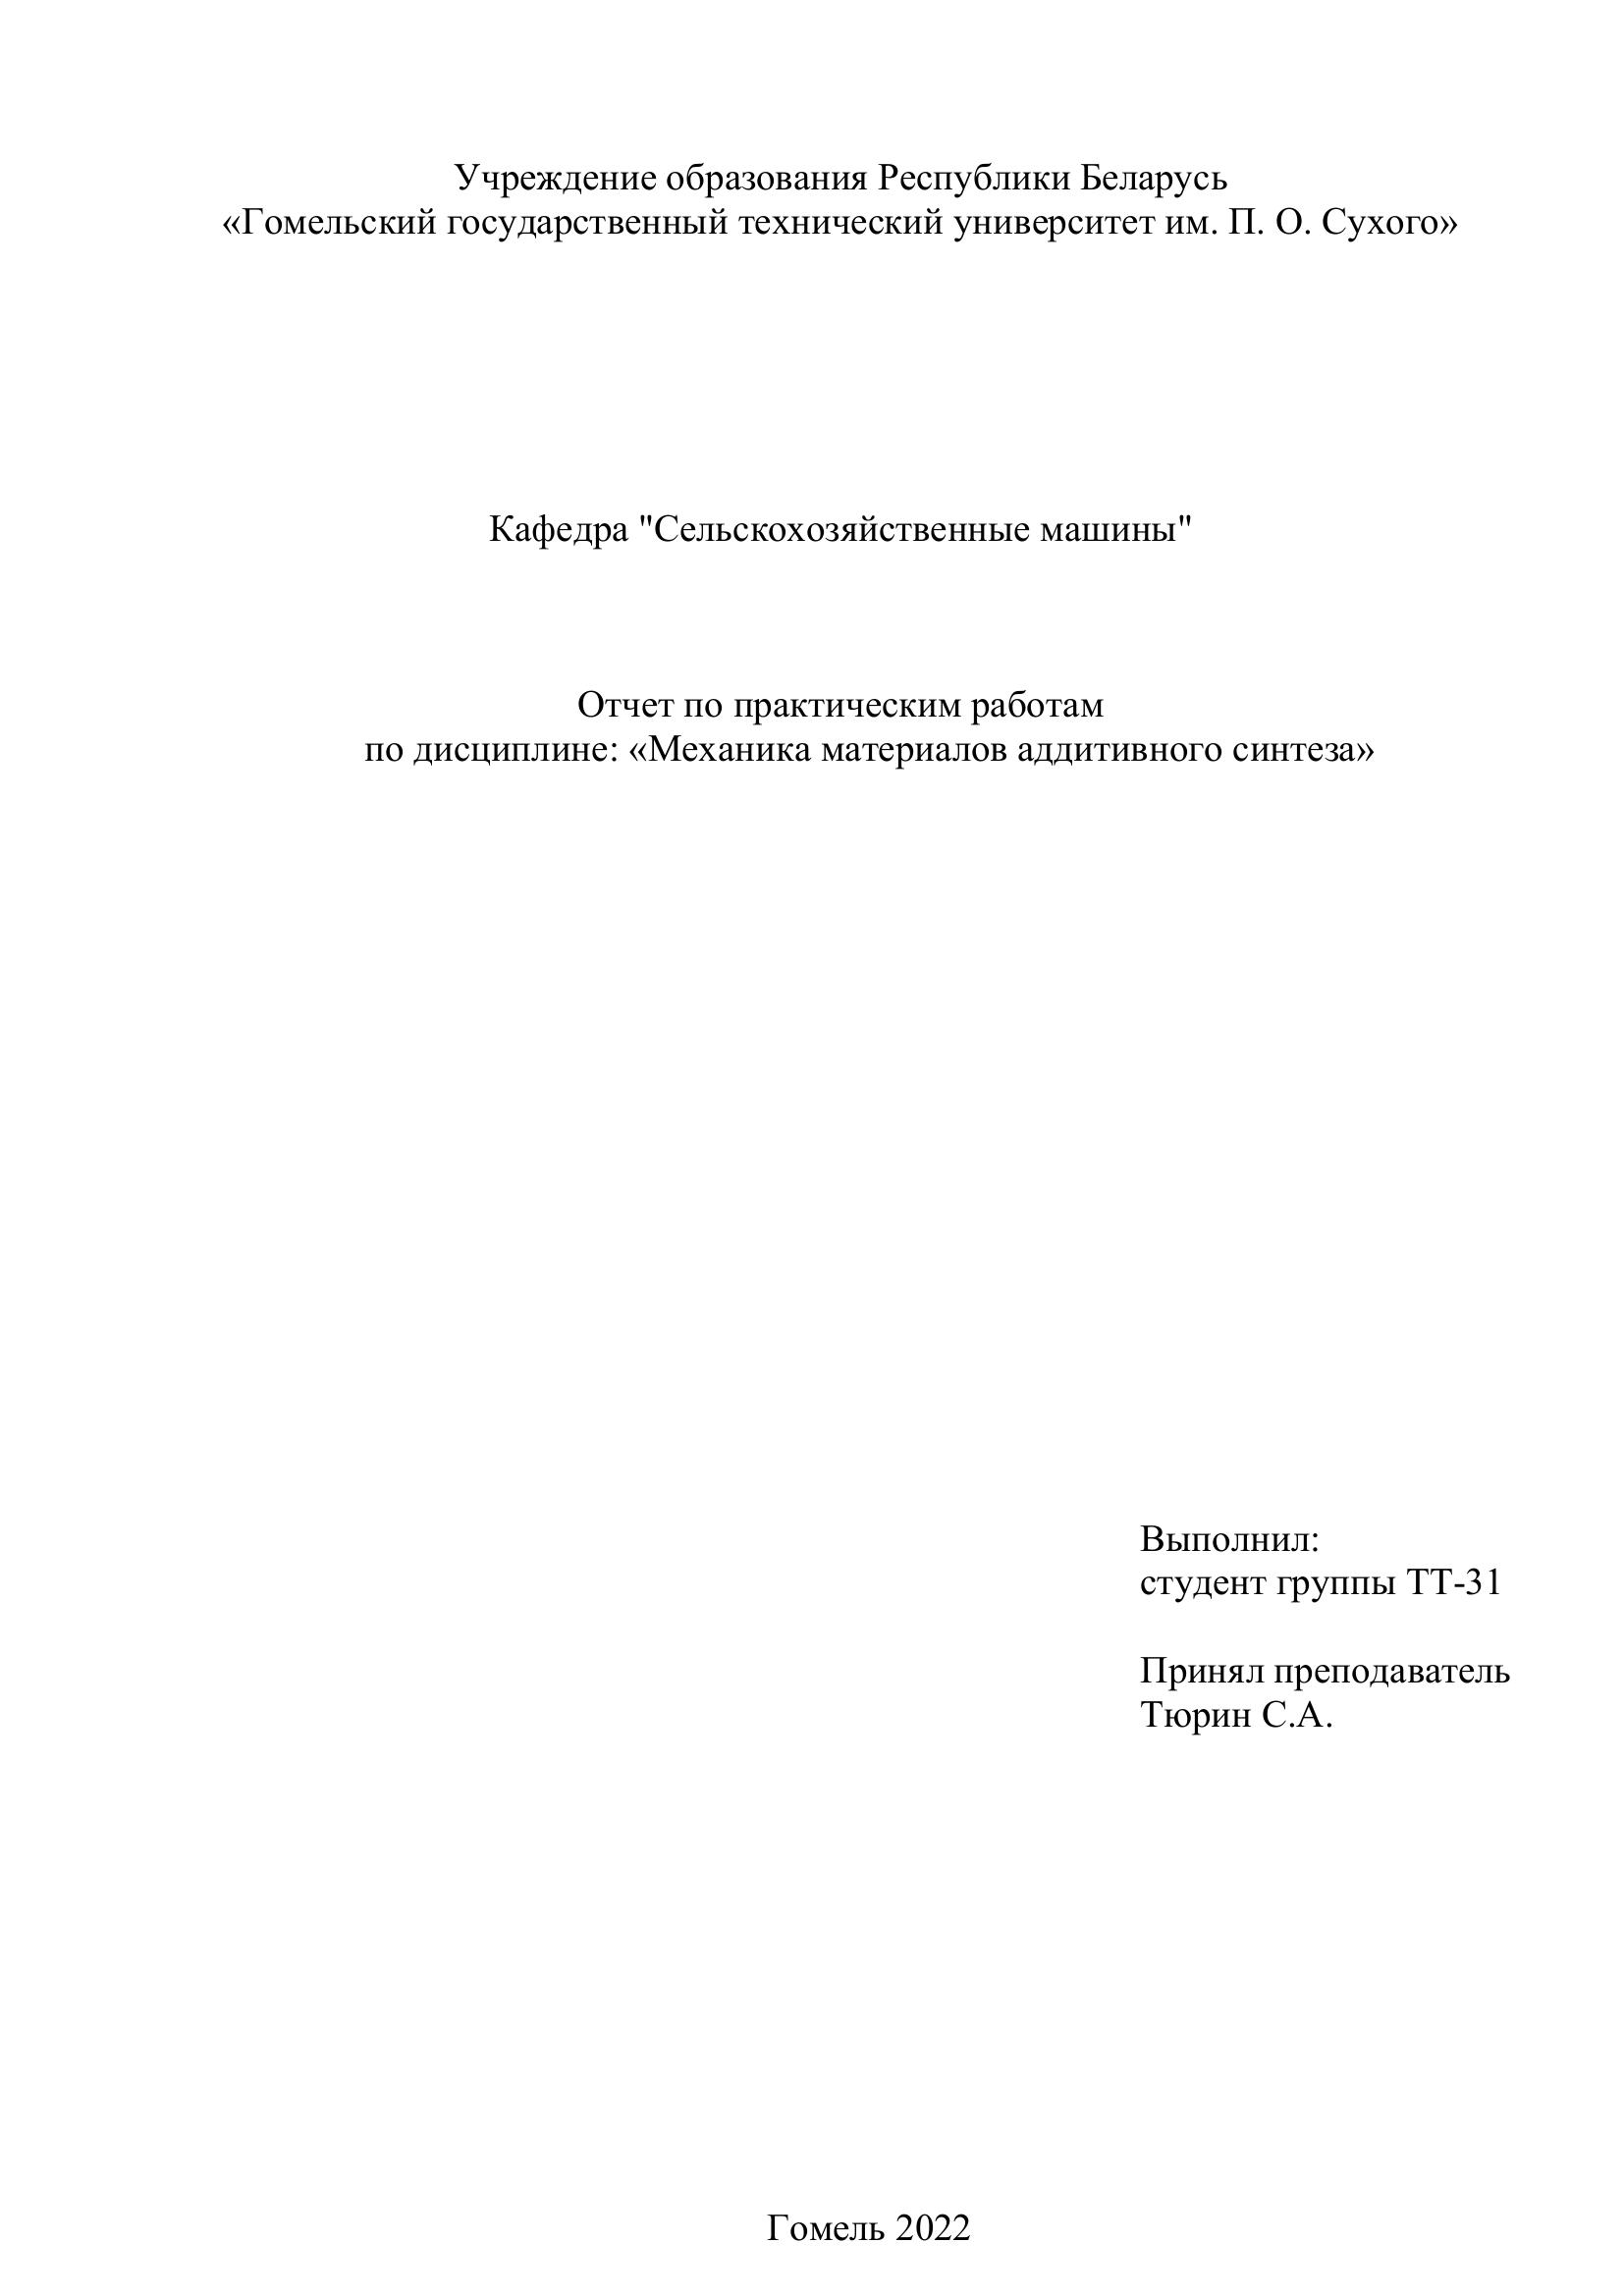 Учреждение образования Республики Беларусь
«Гомельский государственный технический университет им. П. О. Сухого»
Кафедра "Сельскохозяйственные машины"
Отчет по практическим работам
по дисциплине: «Механика материалов аддитивного синтеза»
Выполнил:
студент группы ТТ-31
Принял преподаватель
Тюрин С.А.
Гомель 2022